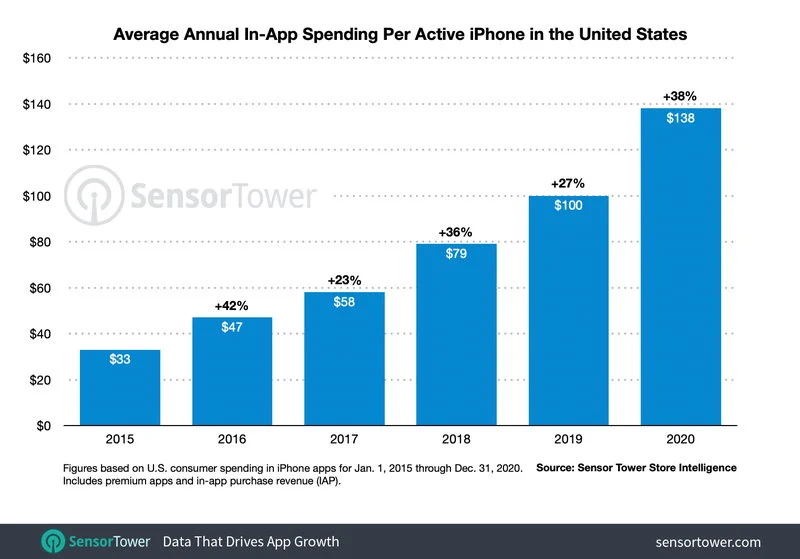 Average Annual In-App Spending Per Active iPhone in the United States
$160
$140
$120
$100
$80
$60
$40
$20
$0
SensorTower
$33
+42%
$47
+23%
$58
+36%
$79
+27%
$100
+38%
$138
2015 2016 2017 2018 2019 2020
Figures based on U.S. consumer spending in iPhone apps for Jan. 1, 2015 through Dec. 31, 2020.
Includes premium apps and in-app purchase revenue (IAP).
Source: Sensor Tower Store Intelligence
SensorTower Data That Drives App Growth sensortower.com